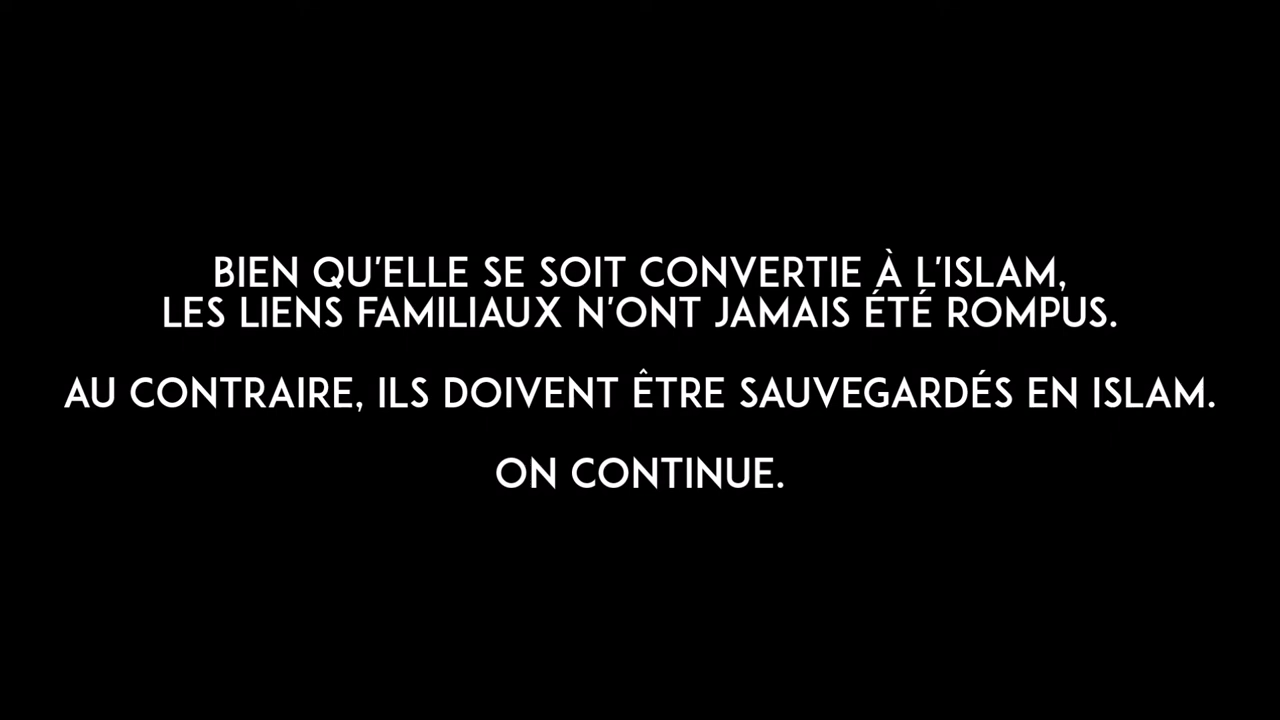 BIEN QU'ELLE SE SOIT CONVERTIE À L'ISLAM,
LES LIENS FAMILIAUX N'ONT JAMAIS ÉTÉ ROMPUS.
AU CONTRAIRE, ILS DOIVENT ÊTRE SAUVEGARDÉS EN ISLAM.
ON CONTINUE.